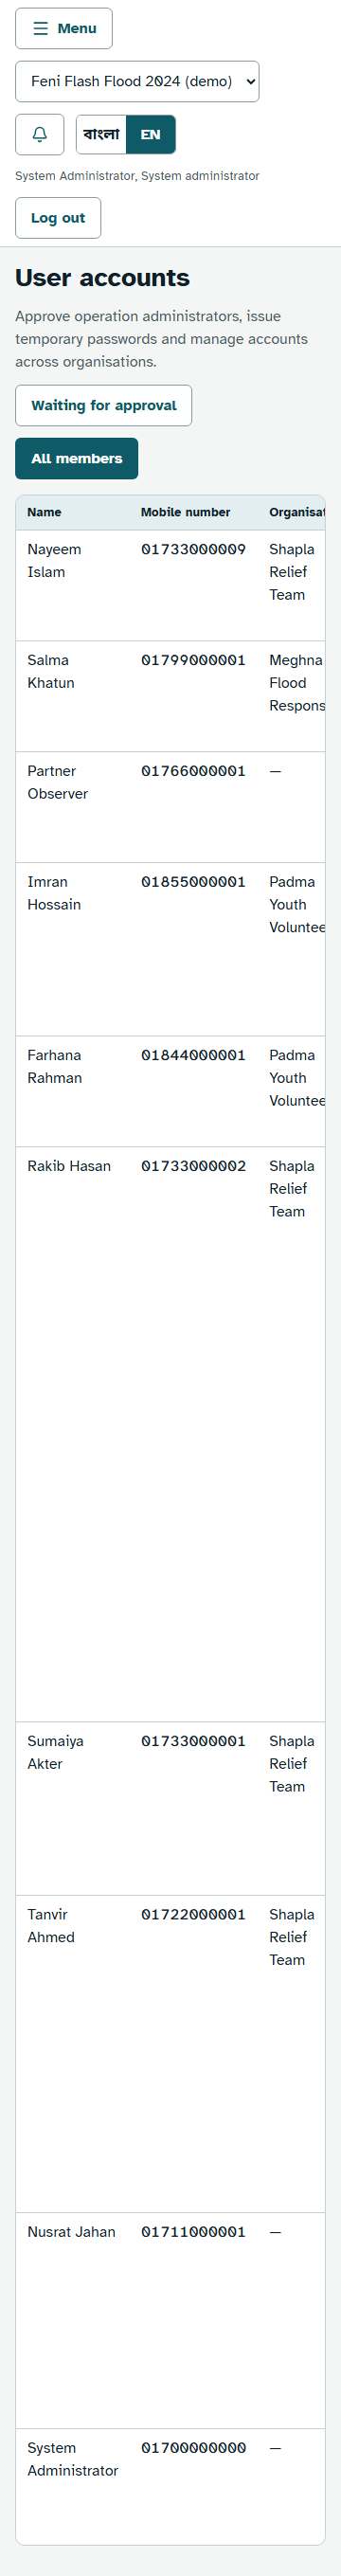 Menu
Feni Flash Flood 2024 (demo)
বাংলা EN
System Administrator, System administrator
Log out
User accounts
Approve operation administrators, issue
temporary passwords and manage accounts
across organisations.
Waiting for approval
All members
Name Mobile number Organisat
Nayeem 01733000009 Shapla
Islam Relief
Team
Salma 01799000001 Meghna
Khatun Flood
Respons
Partner 01766000001 —
Observer
Imran 01855000001 Padma
Hossain Youth
Voluntee
Farhana 01844000001 Padma
Rahman Youth
Voluntee
Rakib Hasan 01733000002 Shapla
Relief
Team
Sumaiya 01733000001 Shapla
Akter Relief
Team
Tanvir 01722000001 Shapla
Ahmed Relief
Team
Nusrat Jahan 01711000001 —
System 01700000000 —
Administrator